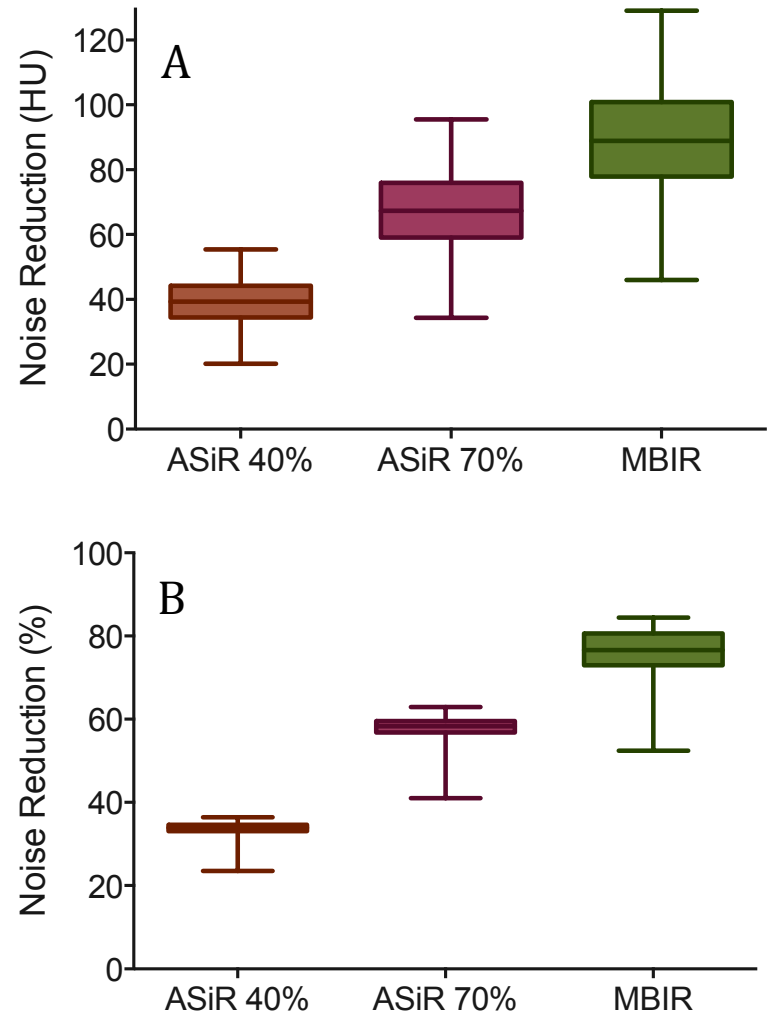 A
Noise Reduction (HU)
120
100
80
60
40
20
0
ASiR 40% ASiR 70% MBIR
B
Noise Reduction (%)
100
80
60
40
20
0
ASiR 40% ASiR 70% MBIR